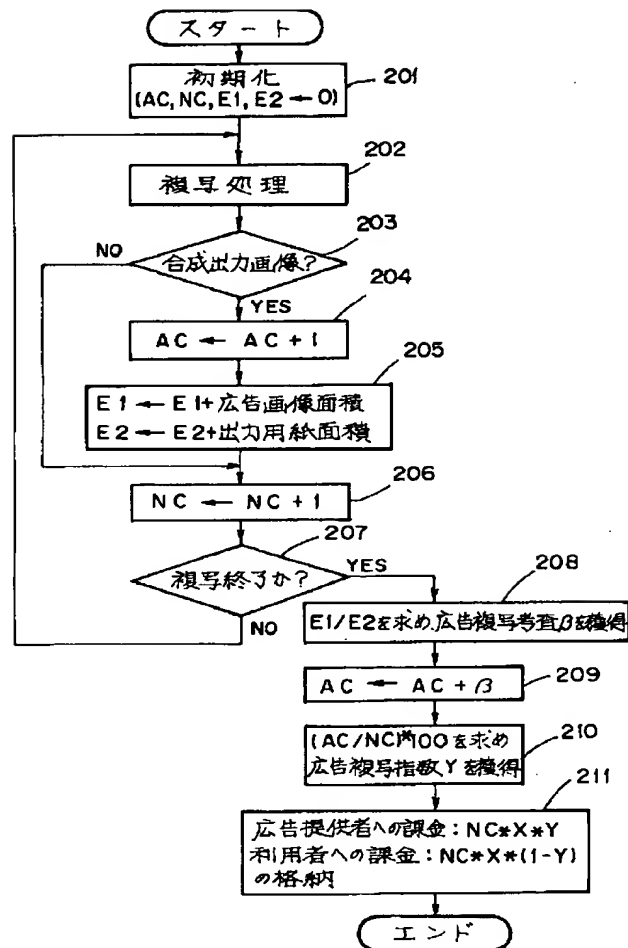 スタート
初期化
(AC, NC, E1, E2 ← 0)
201
202
複写処理
203
NO
合成出力画像?
204
YES
AC ← AC + 1
205
E1 ← E1+広告画像面積
E2 ← E2+出力用紙面積
206
NC ← NC + 1
207
複写終了か?
YES
208
NO
E1/E2を求め、広告複写考査βを獲得
209
AC ← AC + β
210
(AC/NC)*100 を求め
広告複写指数Yを獲得
211
広告提供者への課金:NC*X*Y
利用者への課金:NC*X*(1-Y)
の格納
エンド